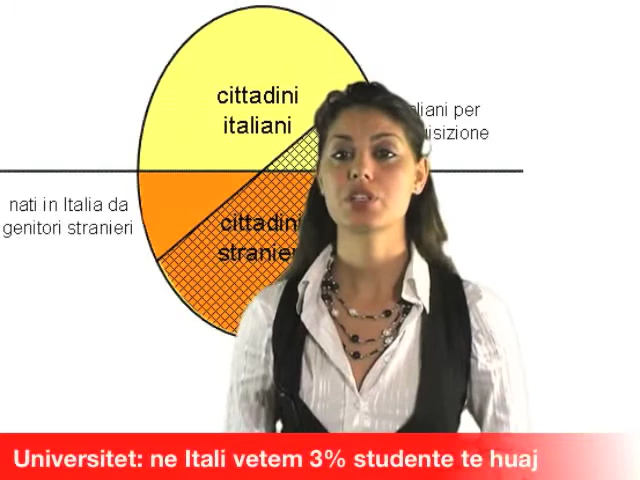 cittadini
italiani
nati in Italia da
genitori stranieri
cittadini
per
Universitet: ne Itali vetem 3% studente te huaj